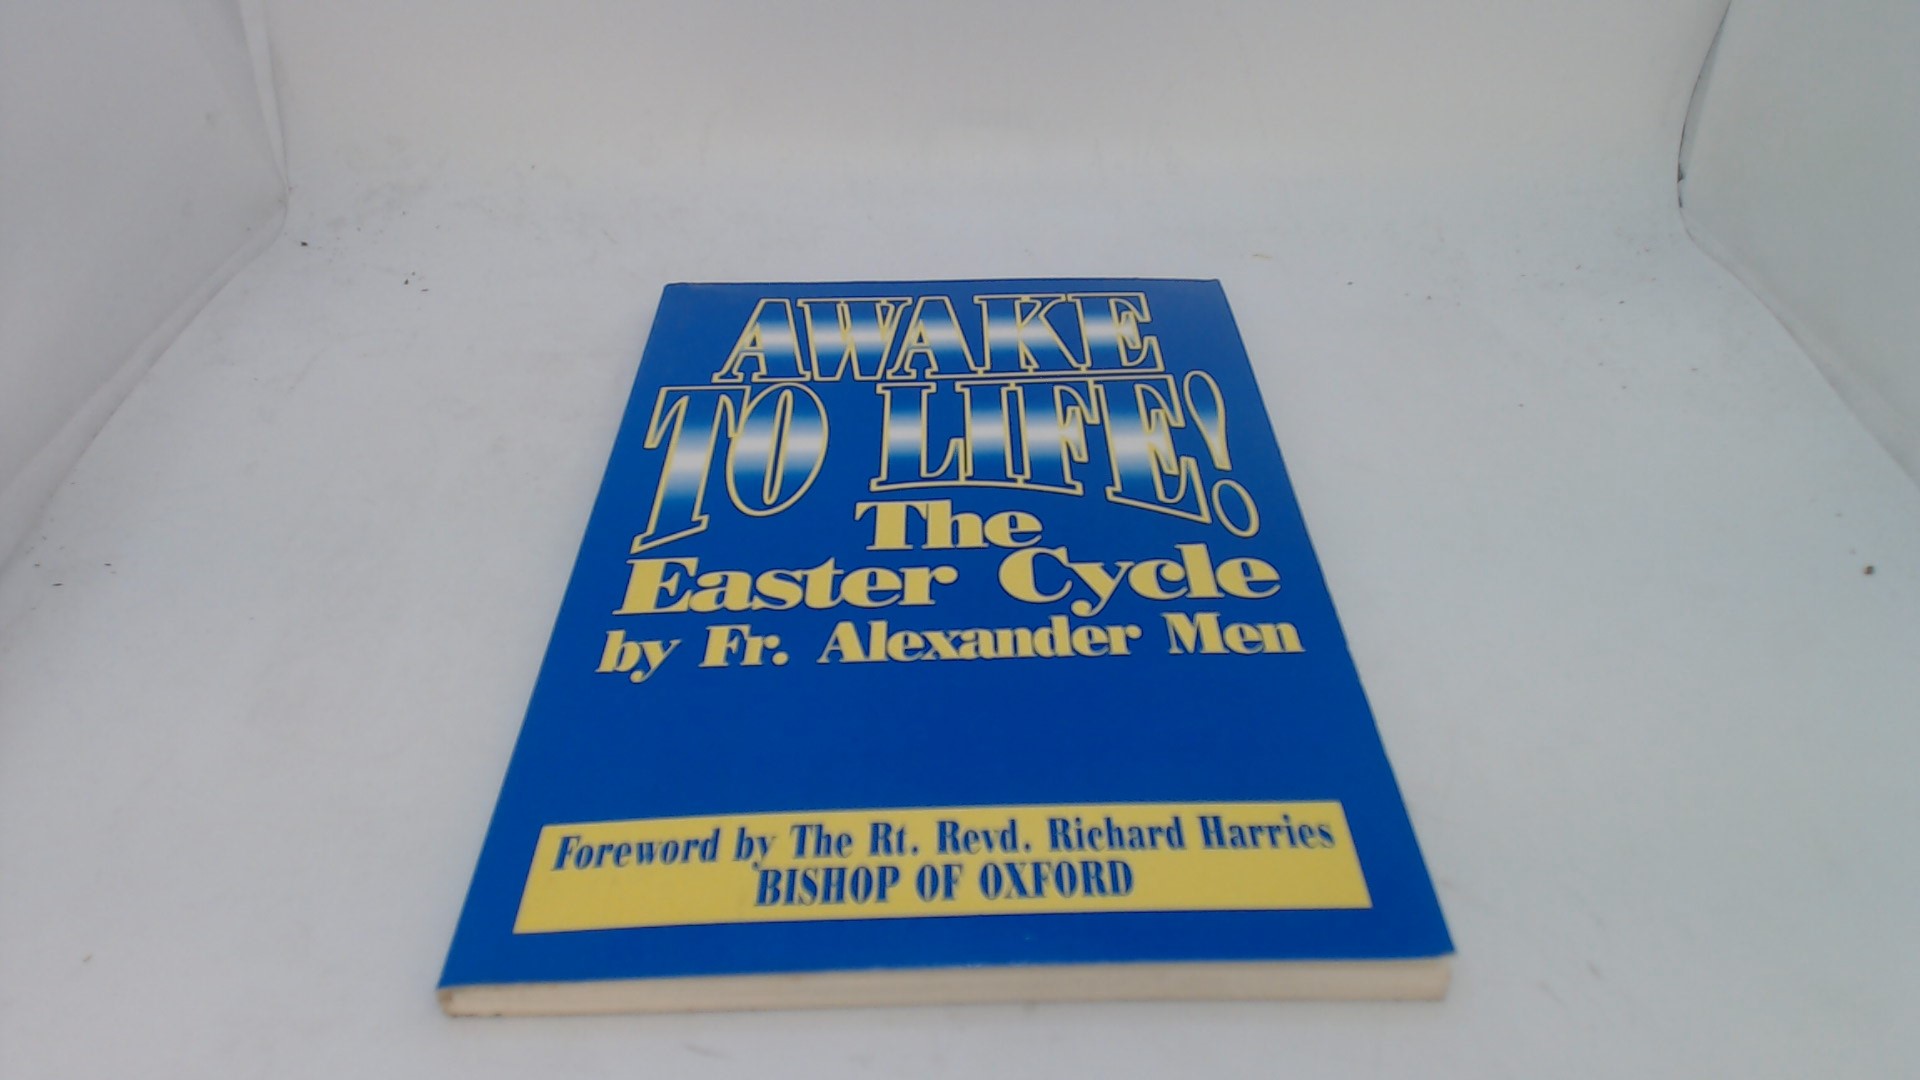 AWAKE
TO LIFE!
The
Easter Cycle
by Fr. Alexander Men
Foreword by The Rt. Revd. Richard Harries
BISHOP OF OXFORD